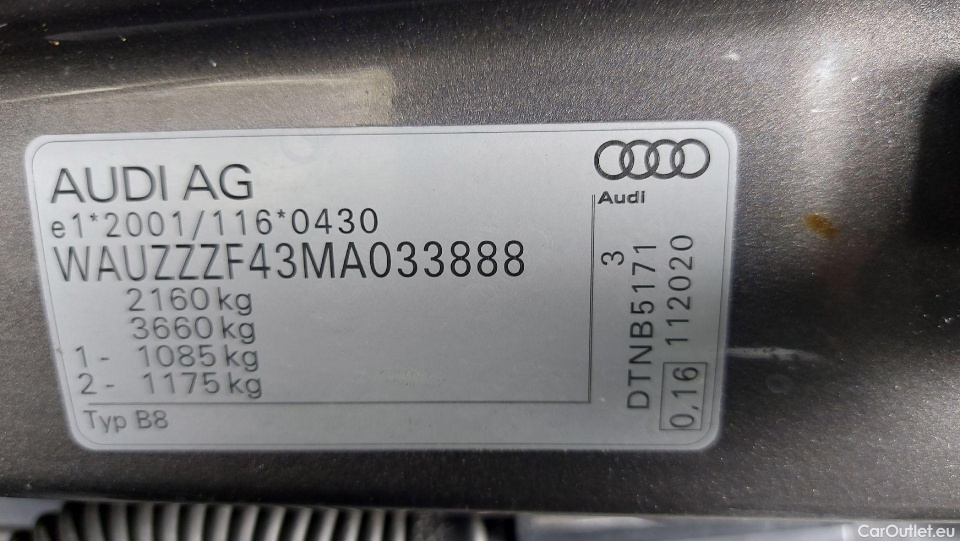 AUDI AG
e1*2001/116*0430
WAUZZZF43MA033888
2160 kg
3660 kg
1 - 1085 kg
2 - 1175 kg
Typ B8
Audi
3
DTNB5171
0,16 112020
CarOutlet.eu